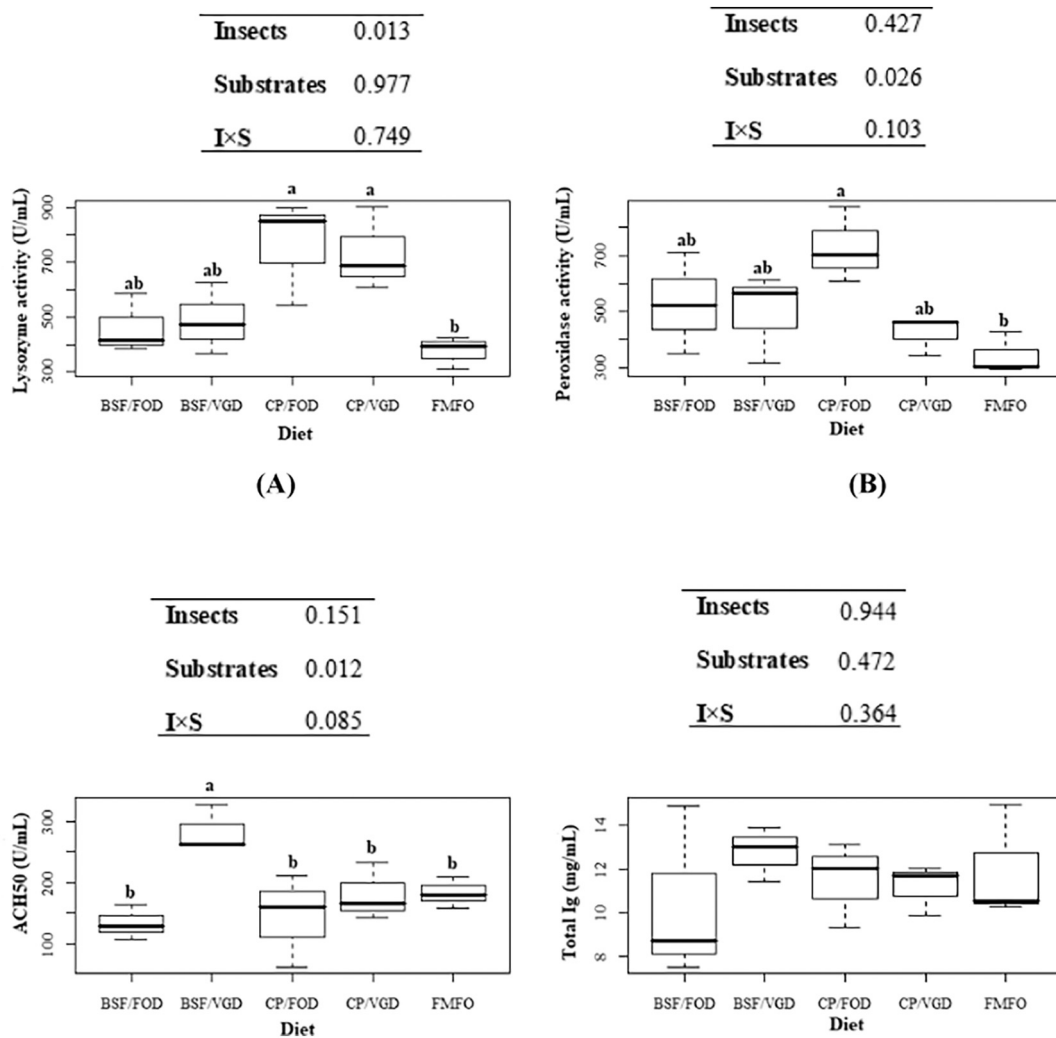 Insects 0.013
Substrates 0.977
I×S 0.749
Lysozyme activity (U/mL)
900
700
500
300
ab ab a a b
BSF/FOD BSF/VGD CP/FOD CP/VGD FMFO
Diet
(A)
Insects 0.427
Substrates 0.026
I×S 0.103
Peroxidase activity (U/mL)
700
500
300
ab ab a ab b
BSF/FOD BSF/VGD CP/FOD CP/VGD FMFO
Diet
(B)
Insects 0.151
Substrates 0.012
I×S 0.085
ACH50 (U/mL)
300
200
100
b a b b b
BSF/FOD BSF/VGD CP/FOD CP/VGD FMFO
Diet
Insects 0.944
Substrates 0.472
I×S 0.364
Total Ig (mg/mL)
14
12
10
8
BSF/FOD BSF/VGD CP/FOD CP/VGD FMFO
Diet